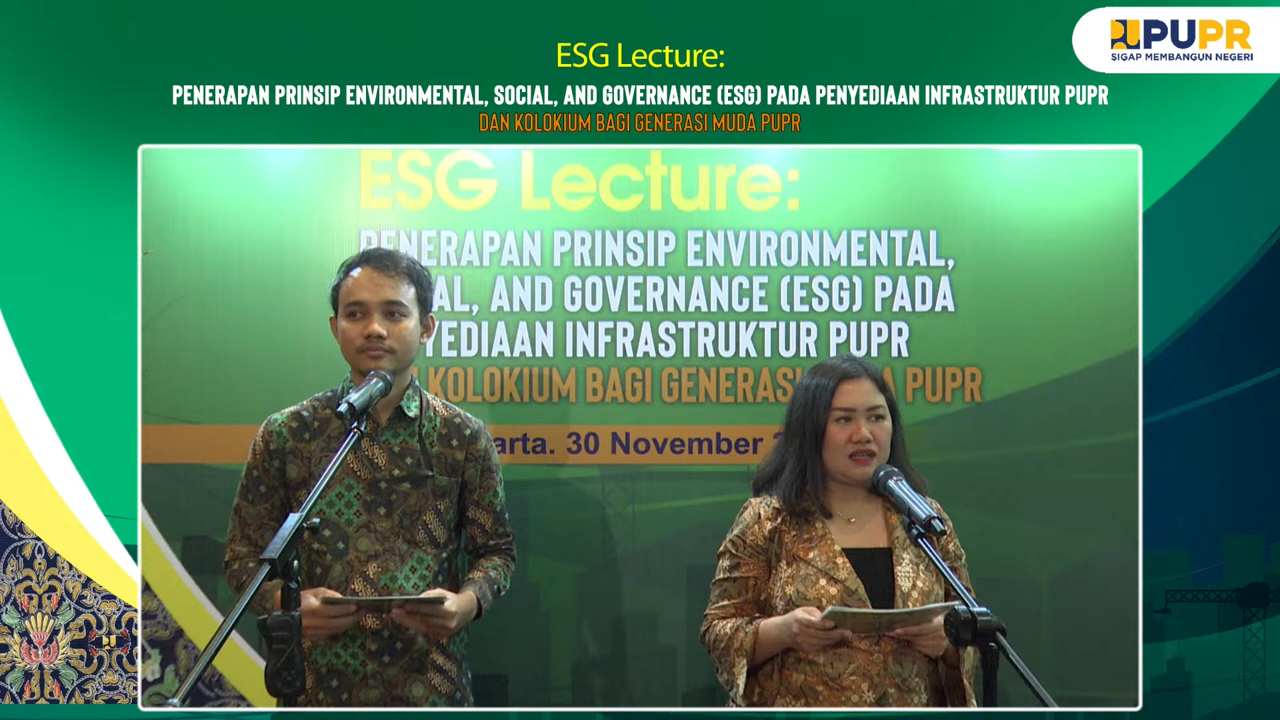 PUPR
SIGAP MEMBANGUN NEGERI
ESG Lecture:
PENERAPAN PRINSIP ENVIRONMENTAL, SOCIAL, AND GOVERNANCE (ESG) PADA PENYEDIAAN INFRASTRUKTUR PUPR
DAN KOLOKIUM BAGI GENERASI MUDA PUPR
ESG Lecture:
PENERAPAN PRINSIP ENVIRONMENTAL,
AL, AND GOVERNANCE (ESG) PADA
YEDIAAN INFRASTRUKTUR PUPR
KOLOKIUM BAGI GENERASI A PUPR
arta. 30 November